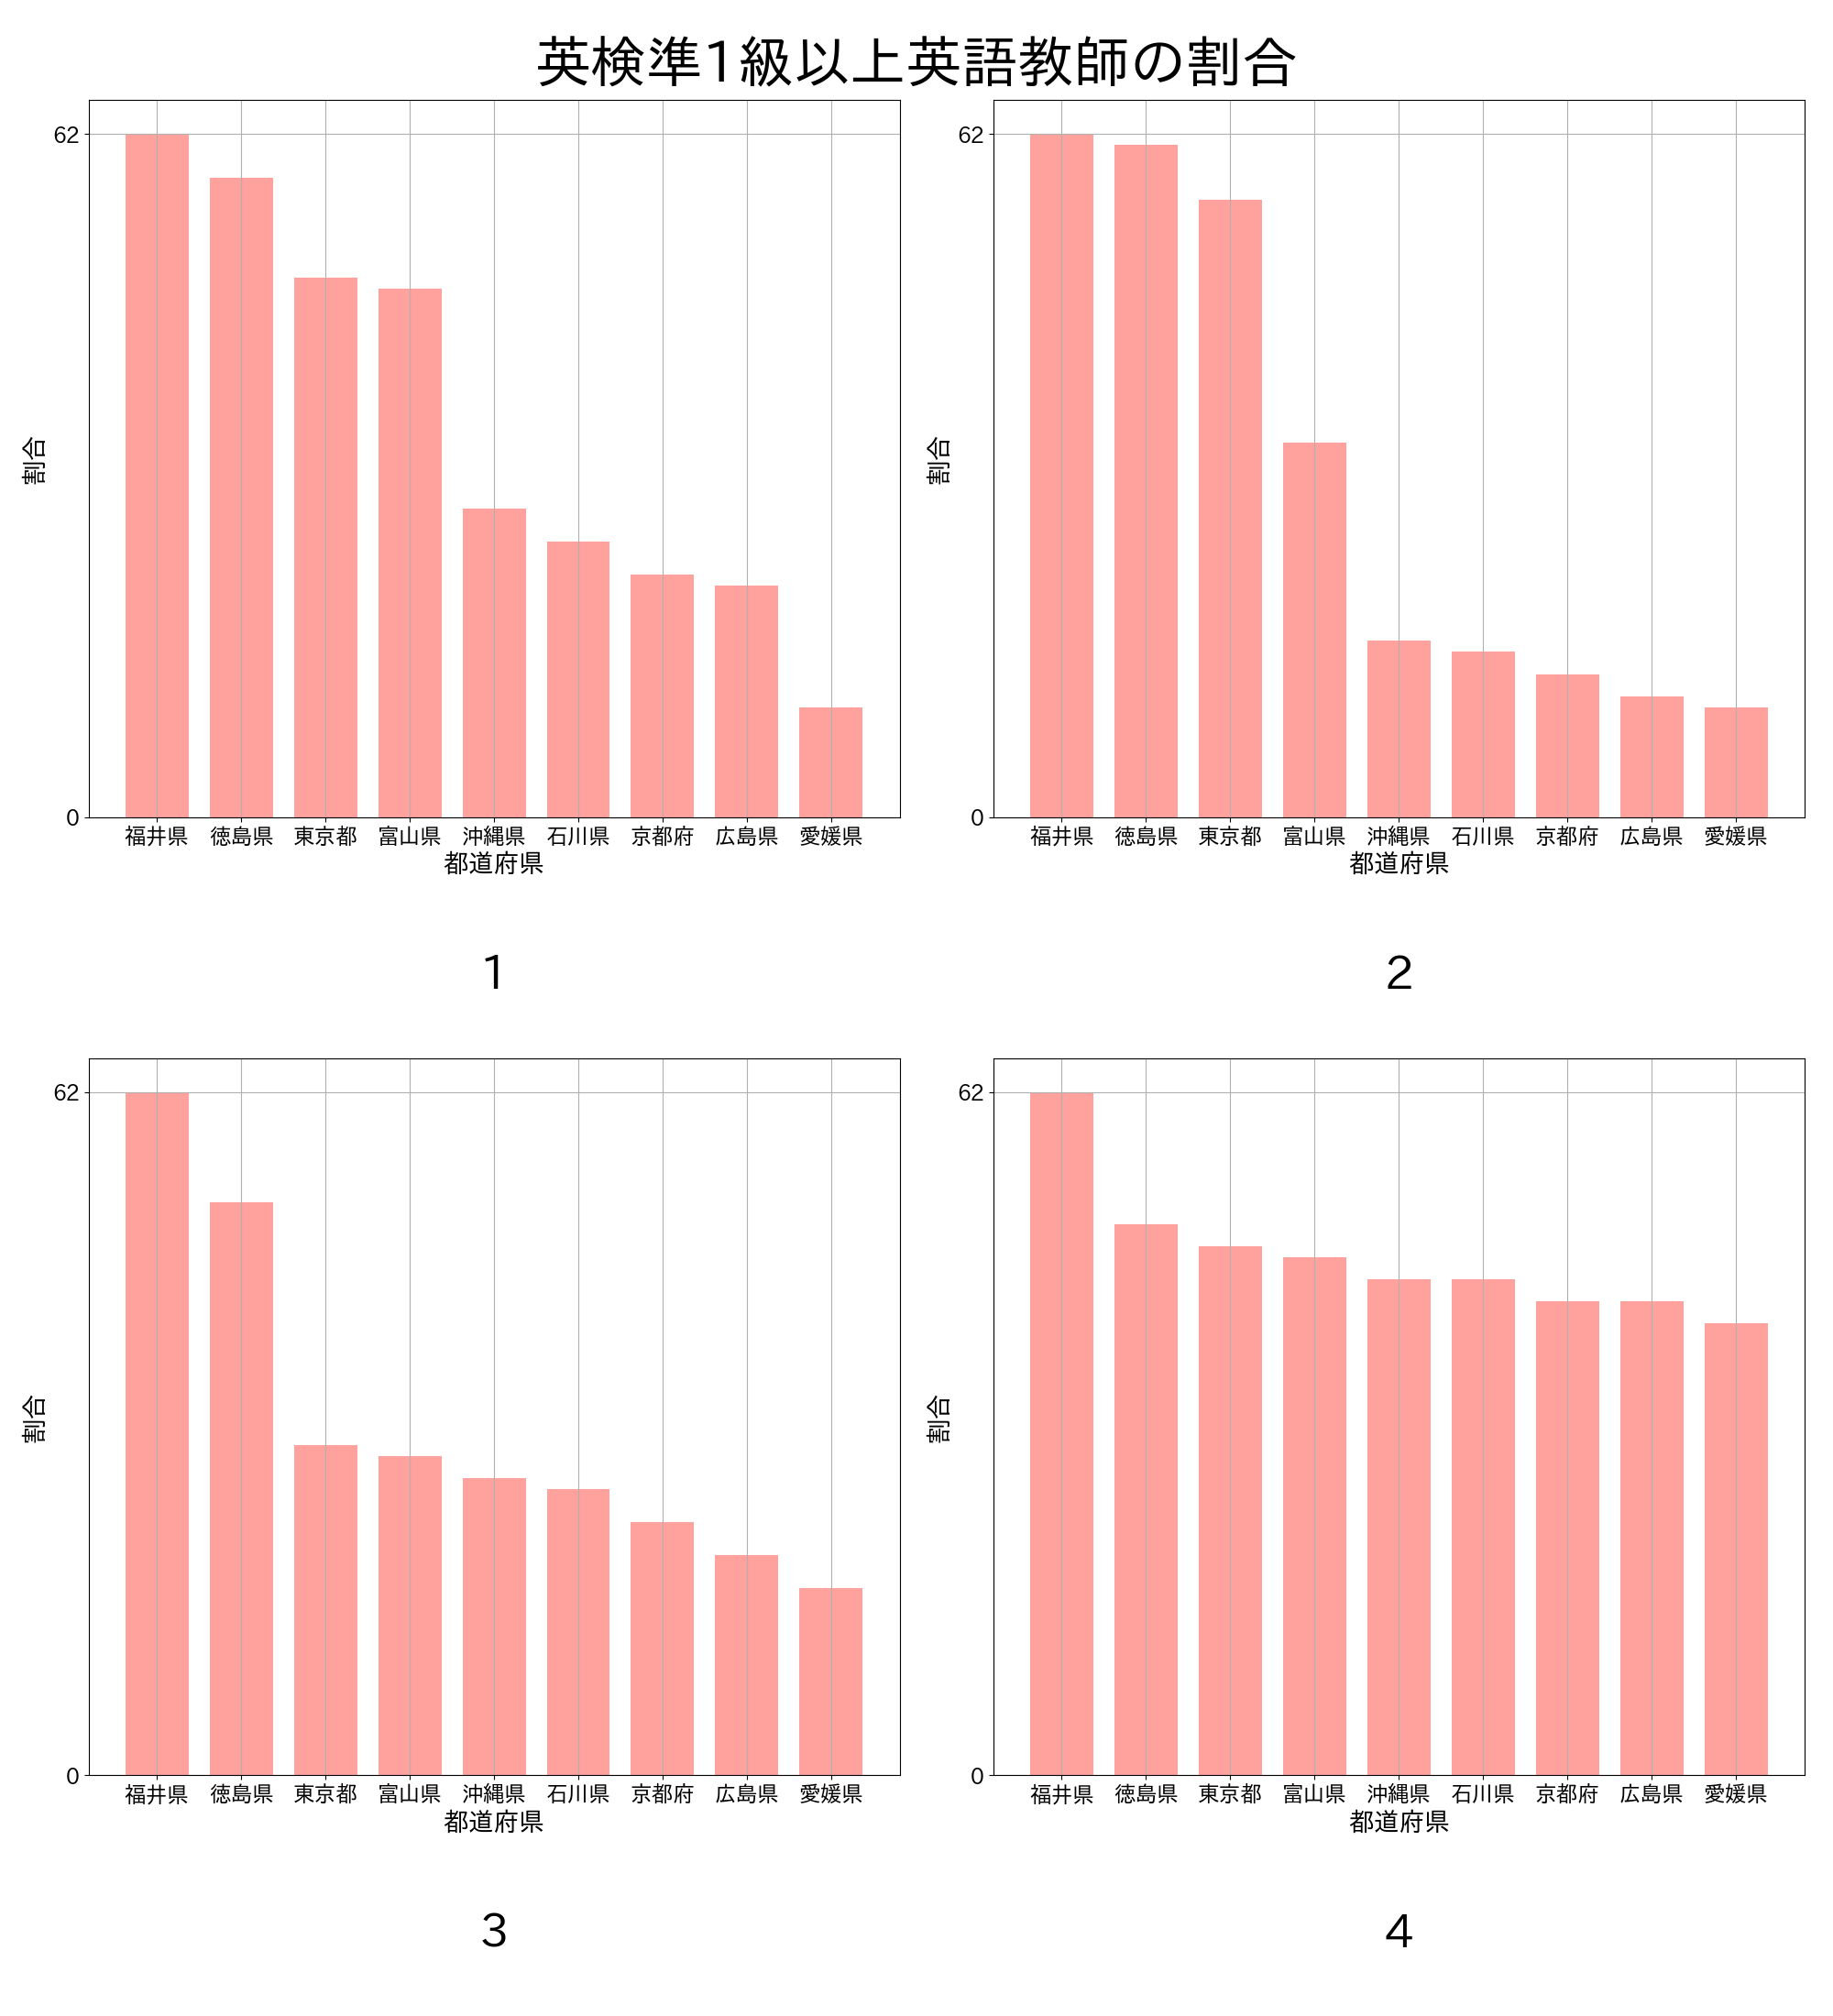 英検準1級以上英語教師の割合
62
0
割合
福井県 徳島県 東京都 富山県 沖縄県 石川県 京都府 広島県 愛媛県
都道府県
1
62
0
割合
福井県 徳島県 東京都 富山県 沖縄県 石川県 京都府 広島県 愛媛県
都道府県
2
62
0
割合
福井県 徳島県 東京都 富山県 沖縄県 石川県 京都府 広島県 愛媛県
都道府県
3
62
0
割合
福井県 徳島県 東京都 富山県 沖縄県 石川県 京都府 広島県 愛媛県
都道府県
4